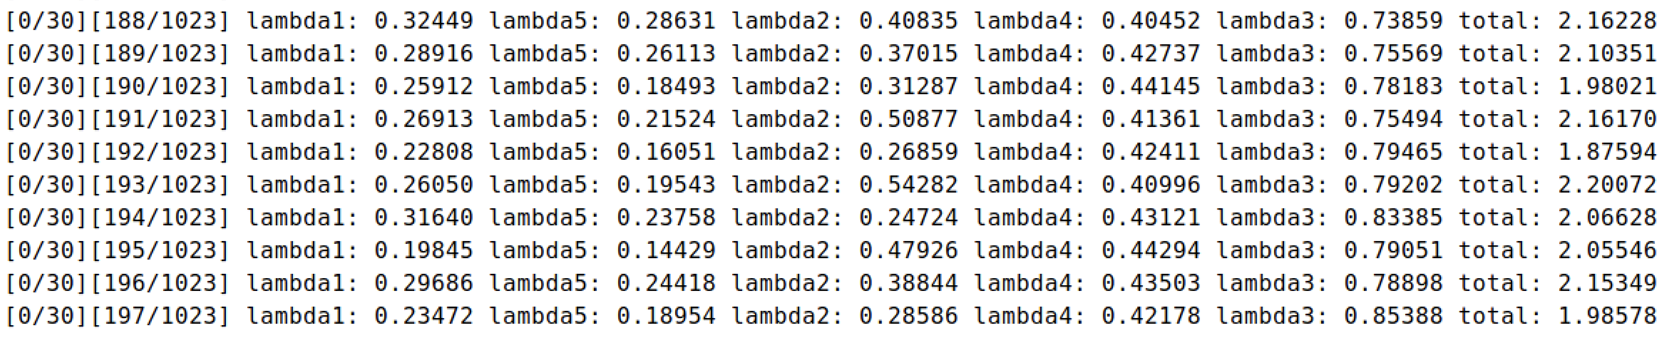 [0/30][188/1023] lambda1: 0.32449 lambda5: 0.28631 lambda2: 0.40835 lambda4: 0.40452 lambda3: 0.73859 total: 2.16228
[0/30][189/1023] lambda1: 0.28916 lambda5: 0.26113 lambda2: 0.37015 lambda4: 0.42737 lambda3: 0.75569 total: 2.10351
[0/30][190/1023] lambda1: 0.25912 lambda5: 0.18493 lambda2: 0.31287 lambda4: 0.44145 lambda3: 0.78183 total: 1.98021
[0/30][191/1023] lambda1: 0.26913 lambda5: 0.21524 lambda2: 0.50877 lambda4: 0.41361 lambda3: 0.75494 total: 2.16170
[0/30][192/1023] lambda1: 0.22808 lambda5: 0.16051 lambda2: 0.26859 lambda4: 0.42411 lambda3: 0.79465 total: 1.87594
[0/30][193/1023] lambda1: 0.26050 lambda5: 0.19543 lambda2: 0.54282 lambda4: 0.40996 lambda3: 0.79202 total: 2.20072
[0/30][194/1023] lambda1: 0.31640 lambda5: 0.23758 lambda2: 0.24724 lambda4: 0.43121 lambda3: 0.83385 total: 2.06628
[0/30][195/1023] lambda1: 0.19845 lambda5: 0.14429 lambda2: 0.47926 lambda4: 0.44294 lambda3: 0.79051 total: 2.05546
[0/30][196/1023] lambda1: 0.29686 lambda5: 0.24418 lambda2: 0.38844 lambda4: 0.43503 lambda3: 0.78898 total: 2.15349
[0/30][197/1023] lambda1: 0.23472 lambda5: 0.18954 lambda2: 0.28586 lambda4: 0.42178 lambda3: 0.85388 total: 1.98578